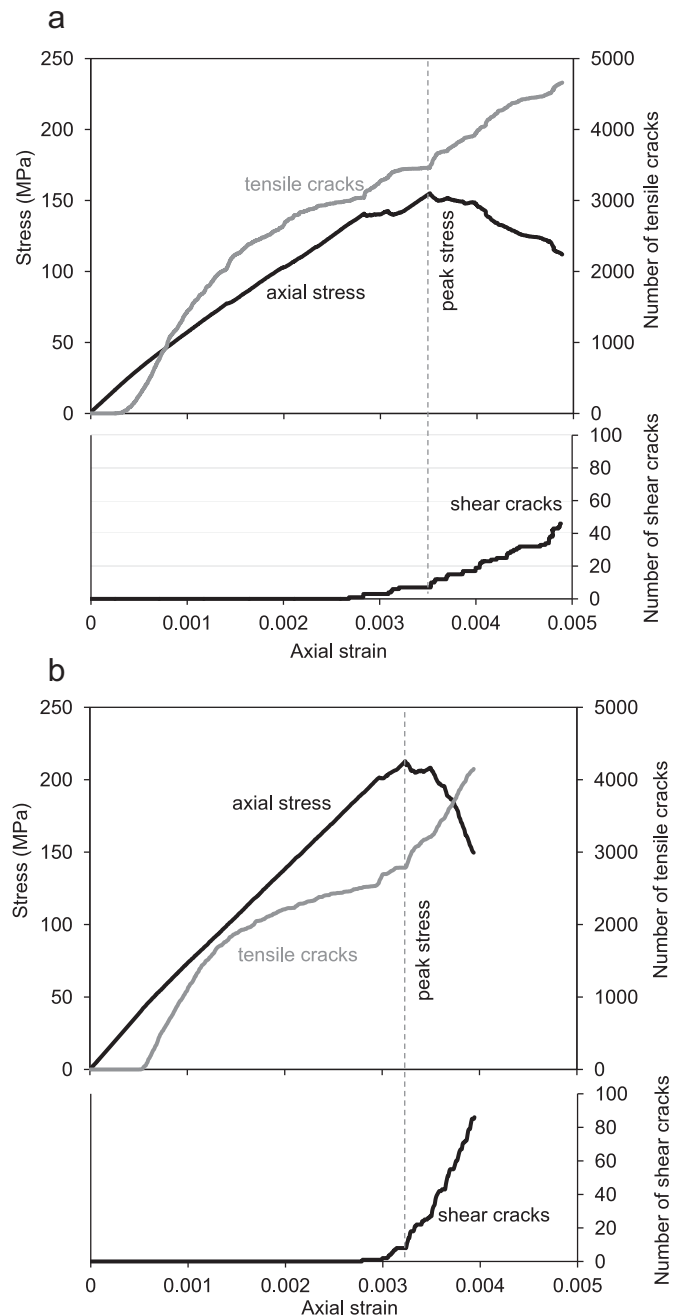 a
250
200
150
100
50
0
Stress (MPa)
5000
4000
3000
2000
1000
0
Number of tensile cracks
tensile cracks
axial stress
peak stress
100
80
60
40
20
0
Number of shear cracks
shear cracks
0 0.001 0.002 0.003 0.004 0.005
Axial strain
b
250
200
150
100
50
0
Stress (MPa)
5000
4000
3000
2000
1000
0
Number of tensile cracks
axial stress
tensile cracks
peak stress
100
80
60
40
20
0
Number of shear cracks
shear cracks
0 0.001 0.002 0.003 0.004 0.005
Axial strain